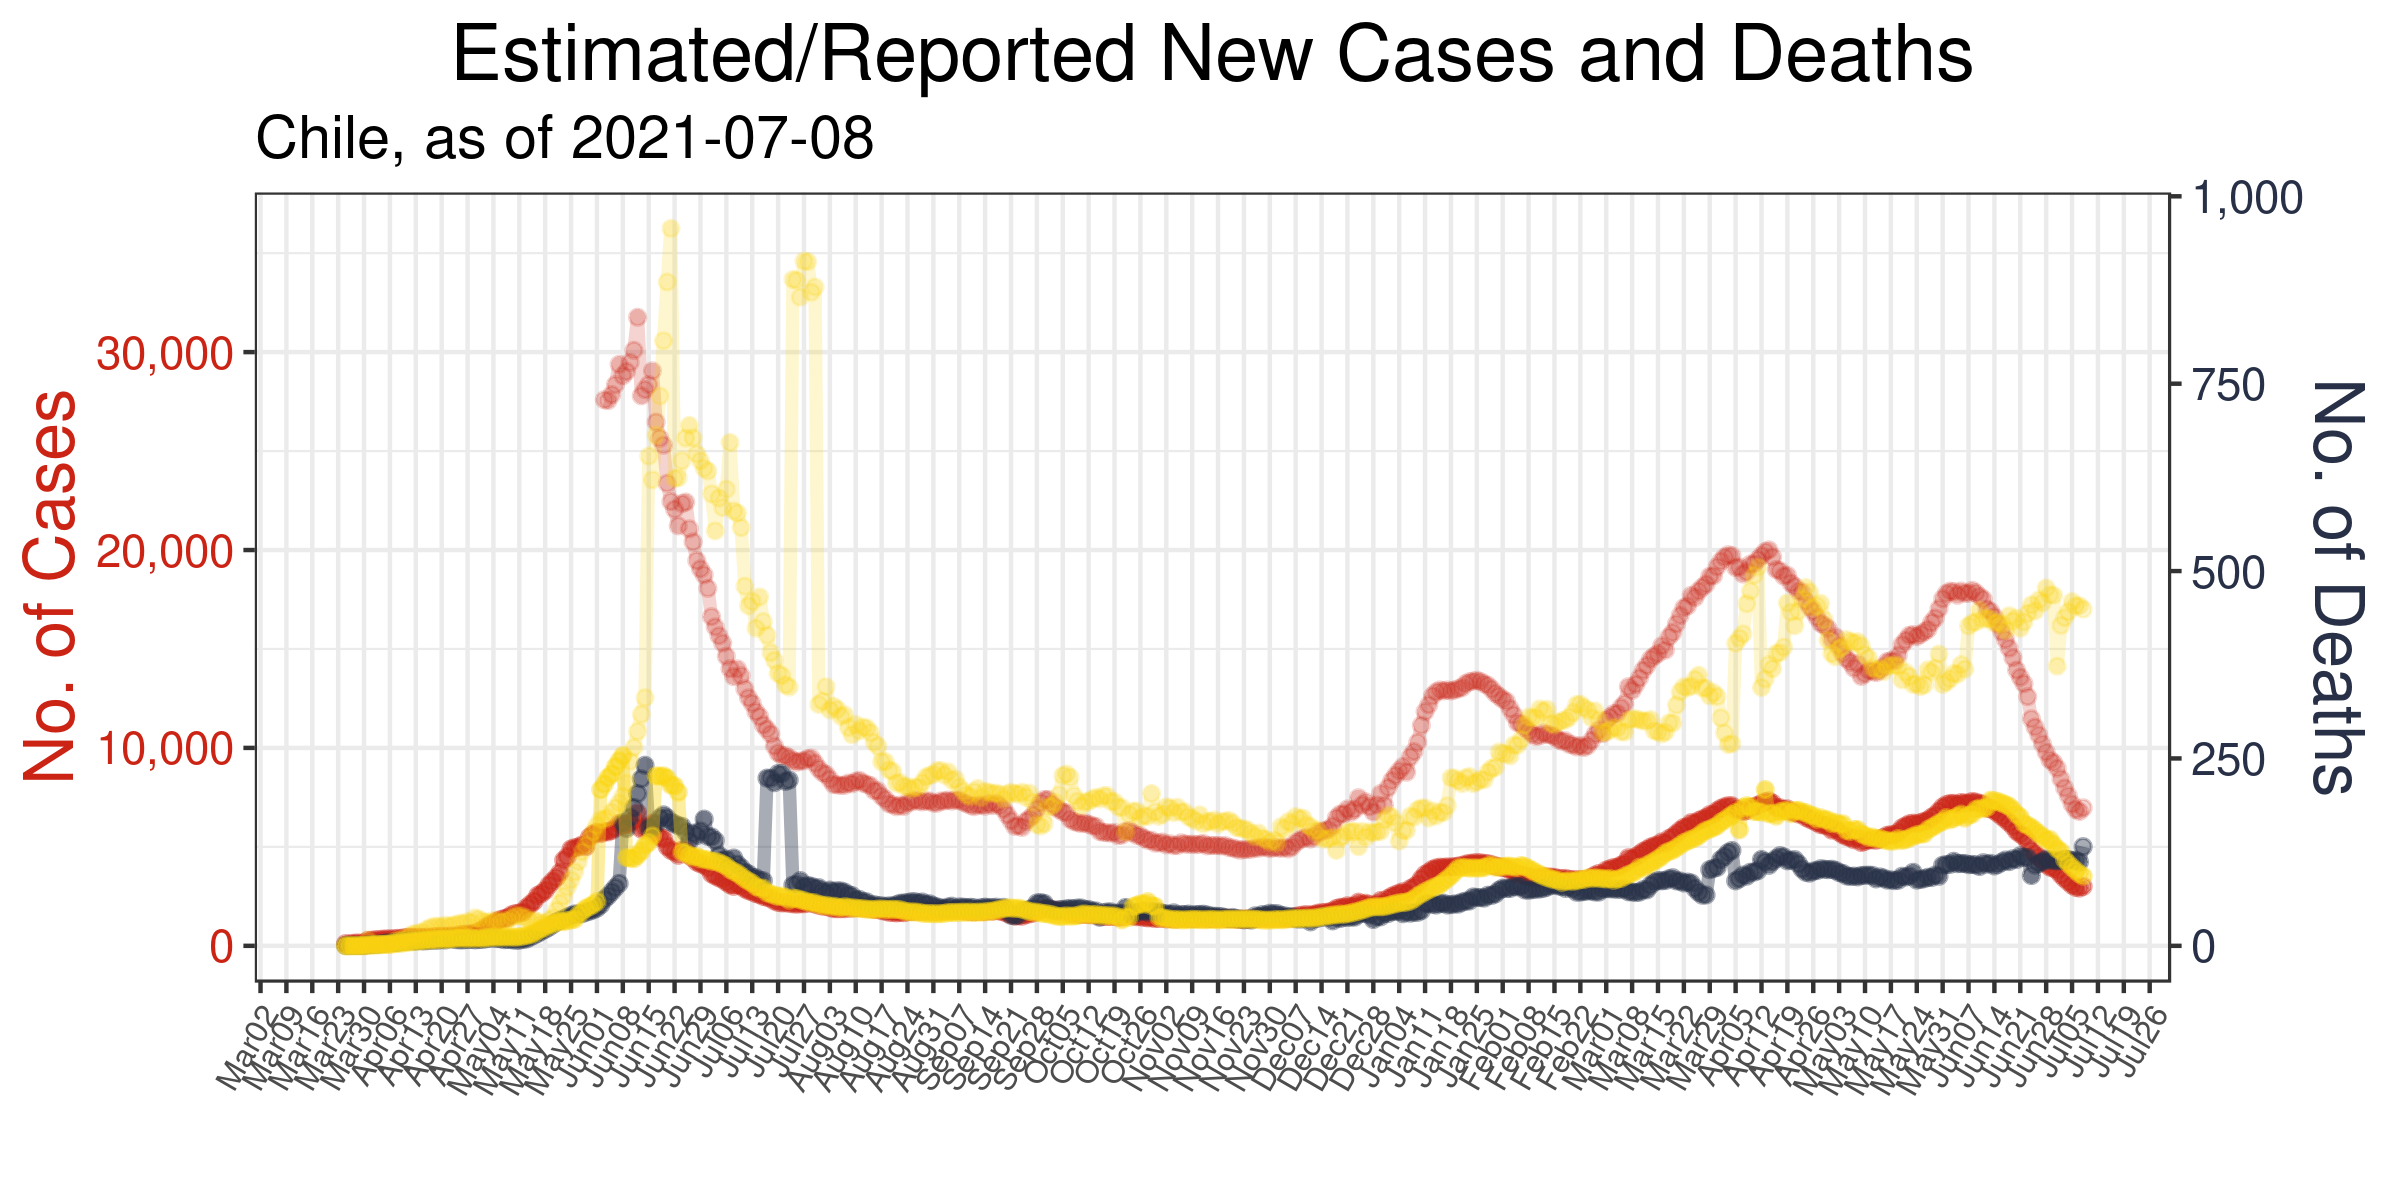 Estimated/Reported New Cases and Deaths
Chile, as of 2021-07-08
No. of Cases
30,000
20,000
10,000
0
1,000
750
500
250
0
No. of Deaths
Mar02
Mar09
Mar16
Mar23
Mar30
Apr06
Apr13
Apr20
Apr27
May04
May11
May18
May25
Jun01
Jun08
Jun15
Jun22
Jun29
Jul06
Jul13
Jul20
Jul27
Aug03
Aug10
Aug17
Aug24
Aug31
Sep07
Sep14
Sep21
Sep28
Oct05
Oct12
Oct19
Oct26
Nov02
Nov09
Nov16
Nov23
Nov30
Dec07
Dec14
Dec21
Dec28
Jan04
Jan11
Jan18
Jan25
Feb01
Feb08
Feb15
Feb22
Mar01
Mar08
Mar15
Mar22
Mar29
Apr05
Apr12
Apr19
Apr26
May03
May10
May17
May24
May31
Jun07
Jun14
Jun21
Jun28
Jul05
Jul12
Jul19
Jul26